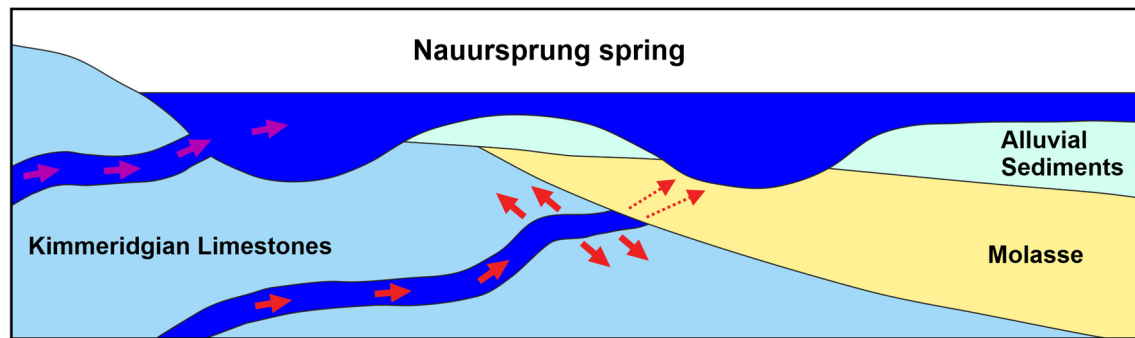 Nauursprung spring
Alluvial
Sediments
Kimmeridgian Limestones
Molasse